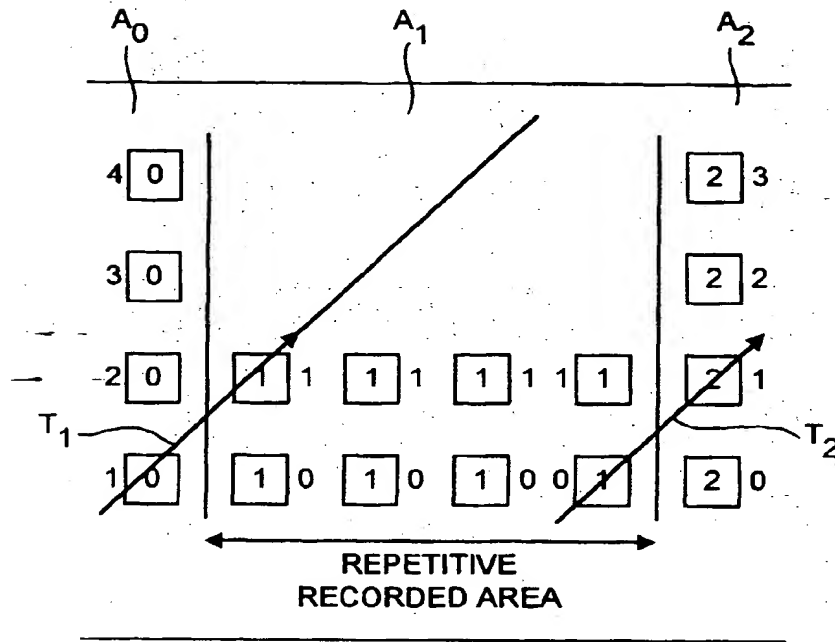 A0 A1 A2
4 0 2 3
3 0 2 2
2 0 1 1 1 1 1 1 1 1 2 1
T1 T2
1 0 1 0 1 0 1 0 0 1 2 0
REPETITIVE
RECORDED AREA